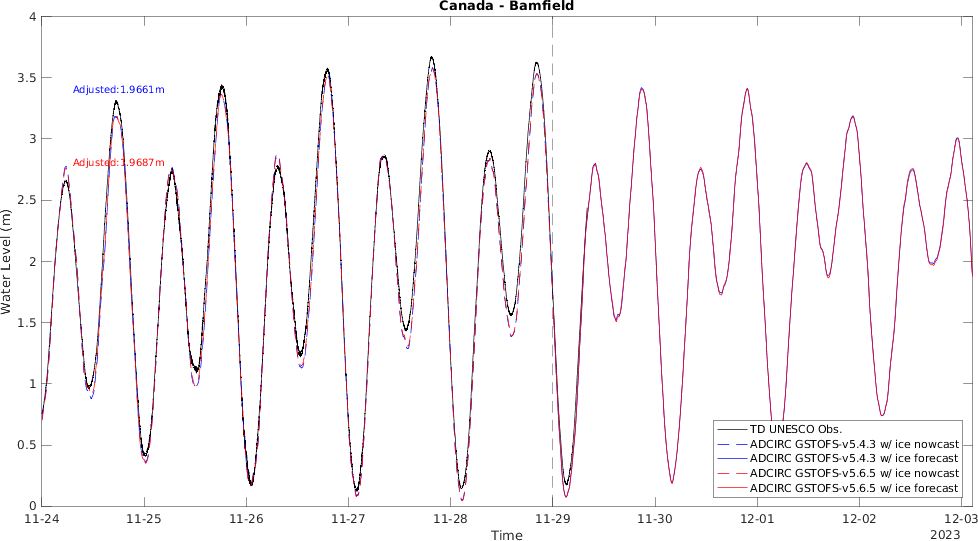 Canada - Bamfield
4
3.5
3
2.5
2
1.5
1
0.5
0
Water Level (m)
Adjusted:1.9661m
Adjusted:1.9687m
TD UNESCO Obs.
ADCIRC GSTOFS-v5.4.3 w/ ice nowcast
ADCIRC GSTOFS-v5.4.3 w/ ice forecast
ADCIRC GSTOFS-v5.6.5 w/ ice nowcast
ADCIRC GSTOFS-v5.6.5 w/ ice forecast
11-24 11-25 11-26 11-27 11-28 11-29 11-30 12-01 12-02 12-03
Time
2023